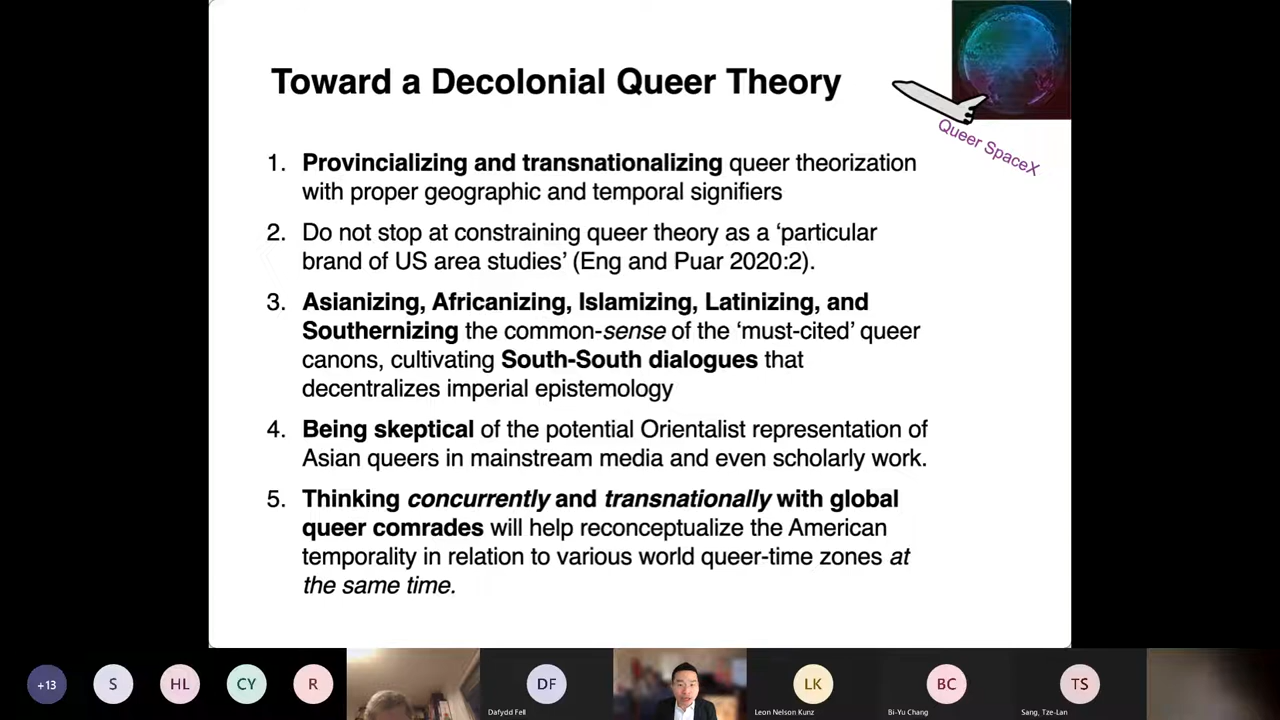 Toward a Decolonial Queer Theory
Queer SpaceX
1. Provincializing and transnationalizing queer theorization
with proper geographic and temporal signifiers
2. Do not stop at constraining queer theory as a ‘particular
brand of US area studies’ (Eng and Puar 2020:2).
3. Asianizing, Africanizing, Islamizing, Latinizing, and
Southernizing the common-sense of the ‘must-cited’ queer
canons, cultivating South-South dialogues that
decentralizes imperial epistemology
4. Being skeptical of the potential Orientalist representation of
Asian queers in mainstream media and even scholarly work.
5. Thinking concurrently and transnationally with global
queer comrades will help reconceptualize the American
temporality in relation to various world queer-time zones at
the same time.
+13
S
HL
CY
R
DF
Dafydd Fell
LK
Leon Nelson Kunz
BC
Bi-Yu Chang
TS
Sang, Tze-Lan